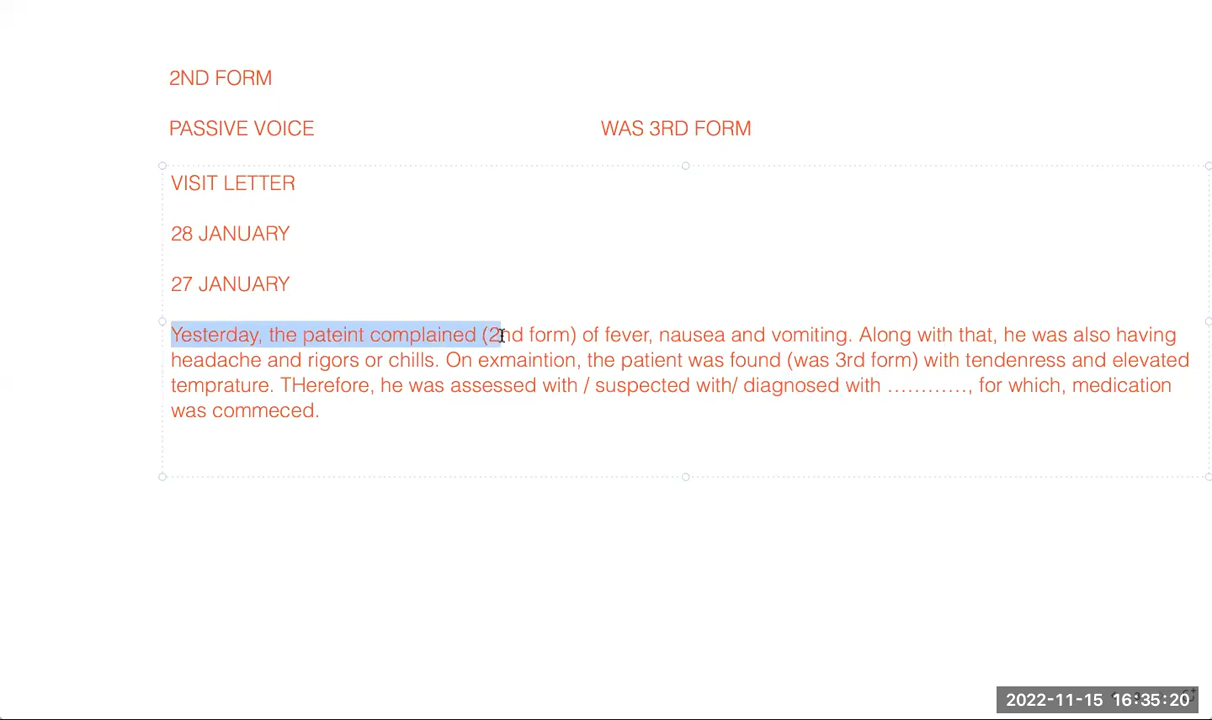 2ND FORM
PASSIVE VOICE WAS 3RD FORM
VISIT LETTER
28 JANUARY
27 JANUARY
Yesterday, the pateint complained (2nd form) of fever, nausea and vomiting. Along with that, he was also having
headache and rigors or chills. On exmaintion, the patient was found (was 3rd form) with tendenress and elevated
temprature. THerefore, he was assessed with / suspected with/ diagnosed with …………, for which, medication
was commeced.
2022-11-15 16:35:20